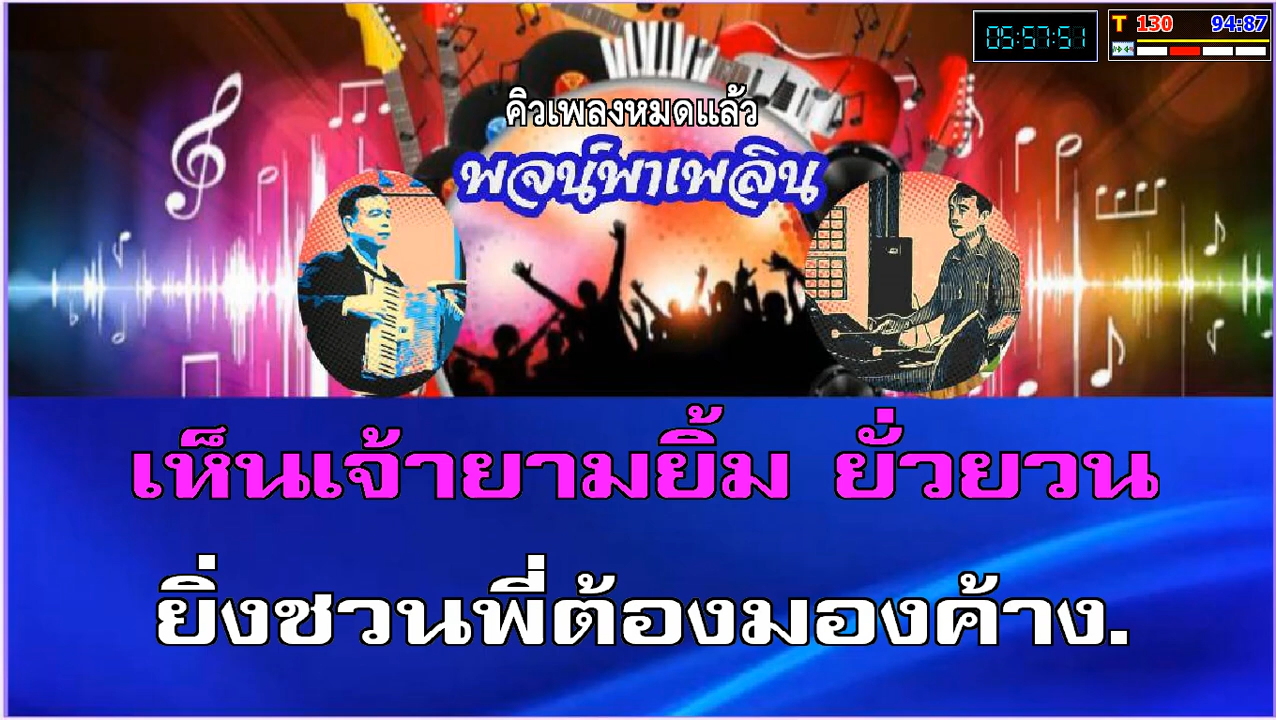 05:57:51
T 130 94:87
คิวเพลงหมดแล้ว
พจน์พาเพลิน
เห็นเจ้ายามยิ้ม ยั่วยวน
ยิ่งชวนพี่ต้องมองค้าง.